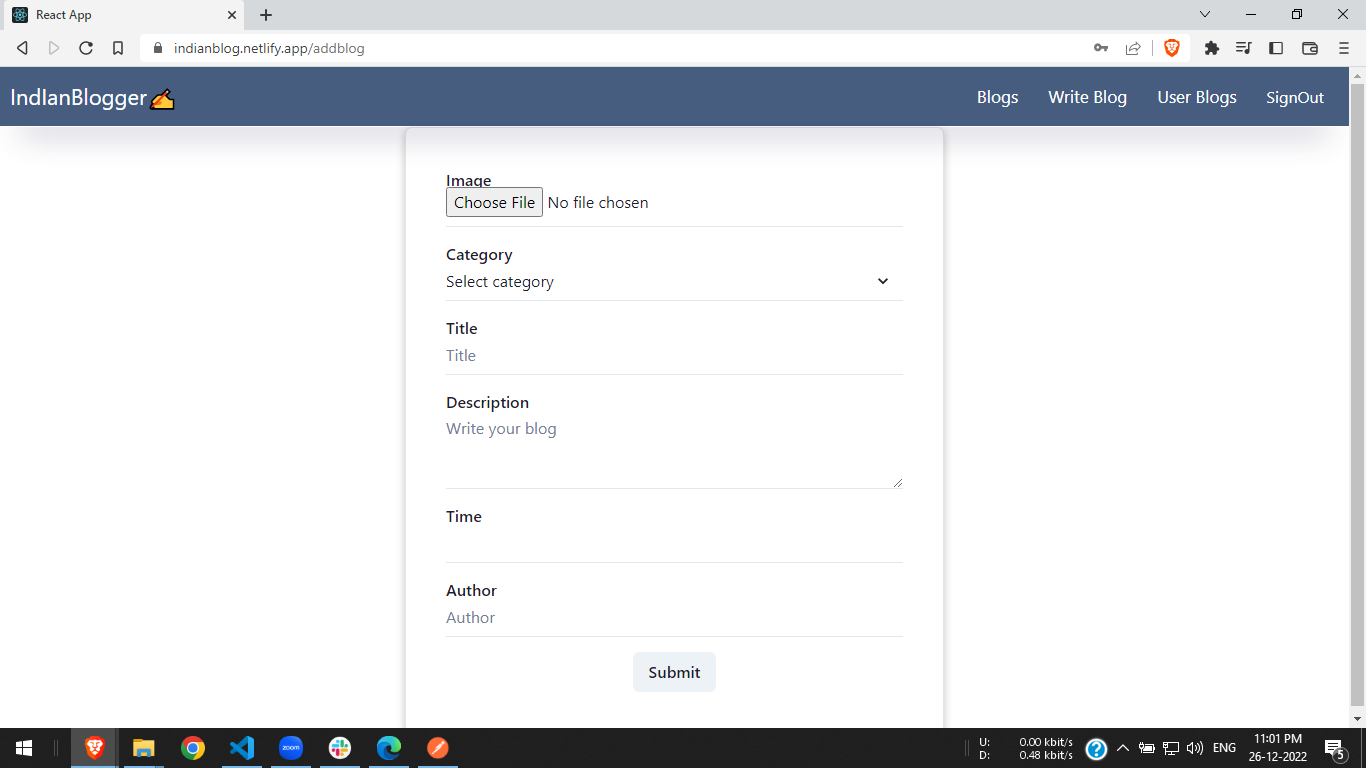 React App
indianblog.netlify.app/addblog
IndIanBlogger
Blogs Write Blog User Blogs SignOut
Image
Choose File No file chosen
Category
Select category
Title
Title
Description
Write your blog
Time
Author
Author
Submit
zoom
U: 0.00 kbit/s
D: 0.48 kbit/s
ENG
11:01 PM
26-12-2022
5